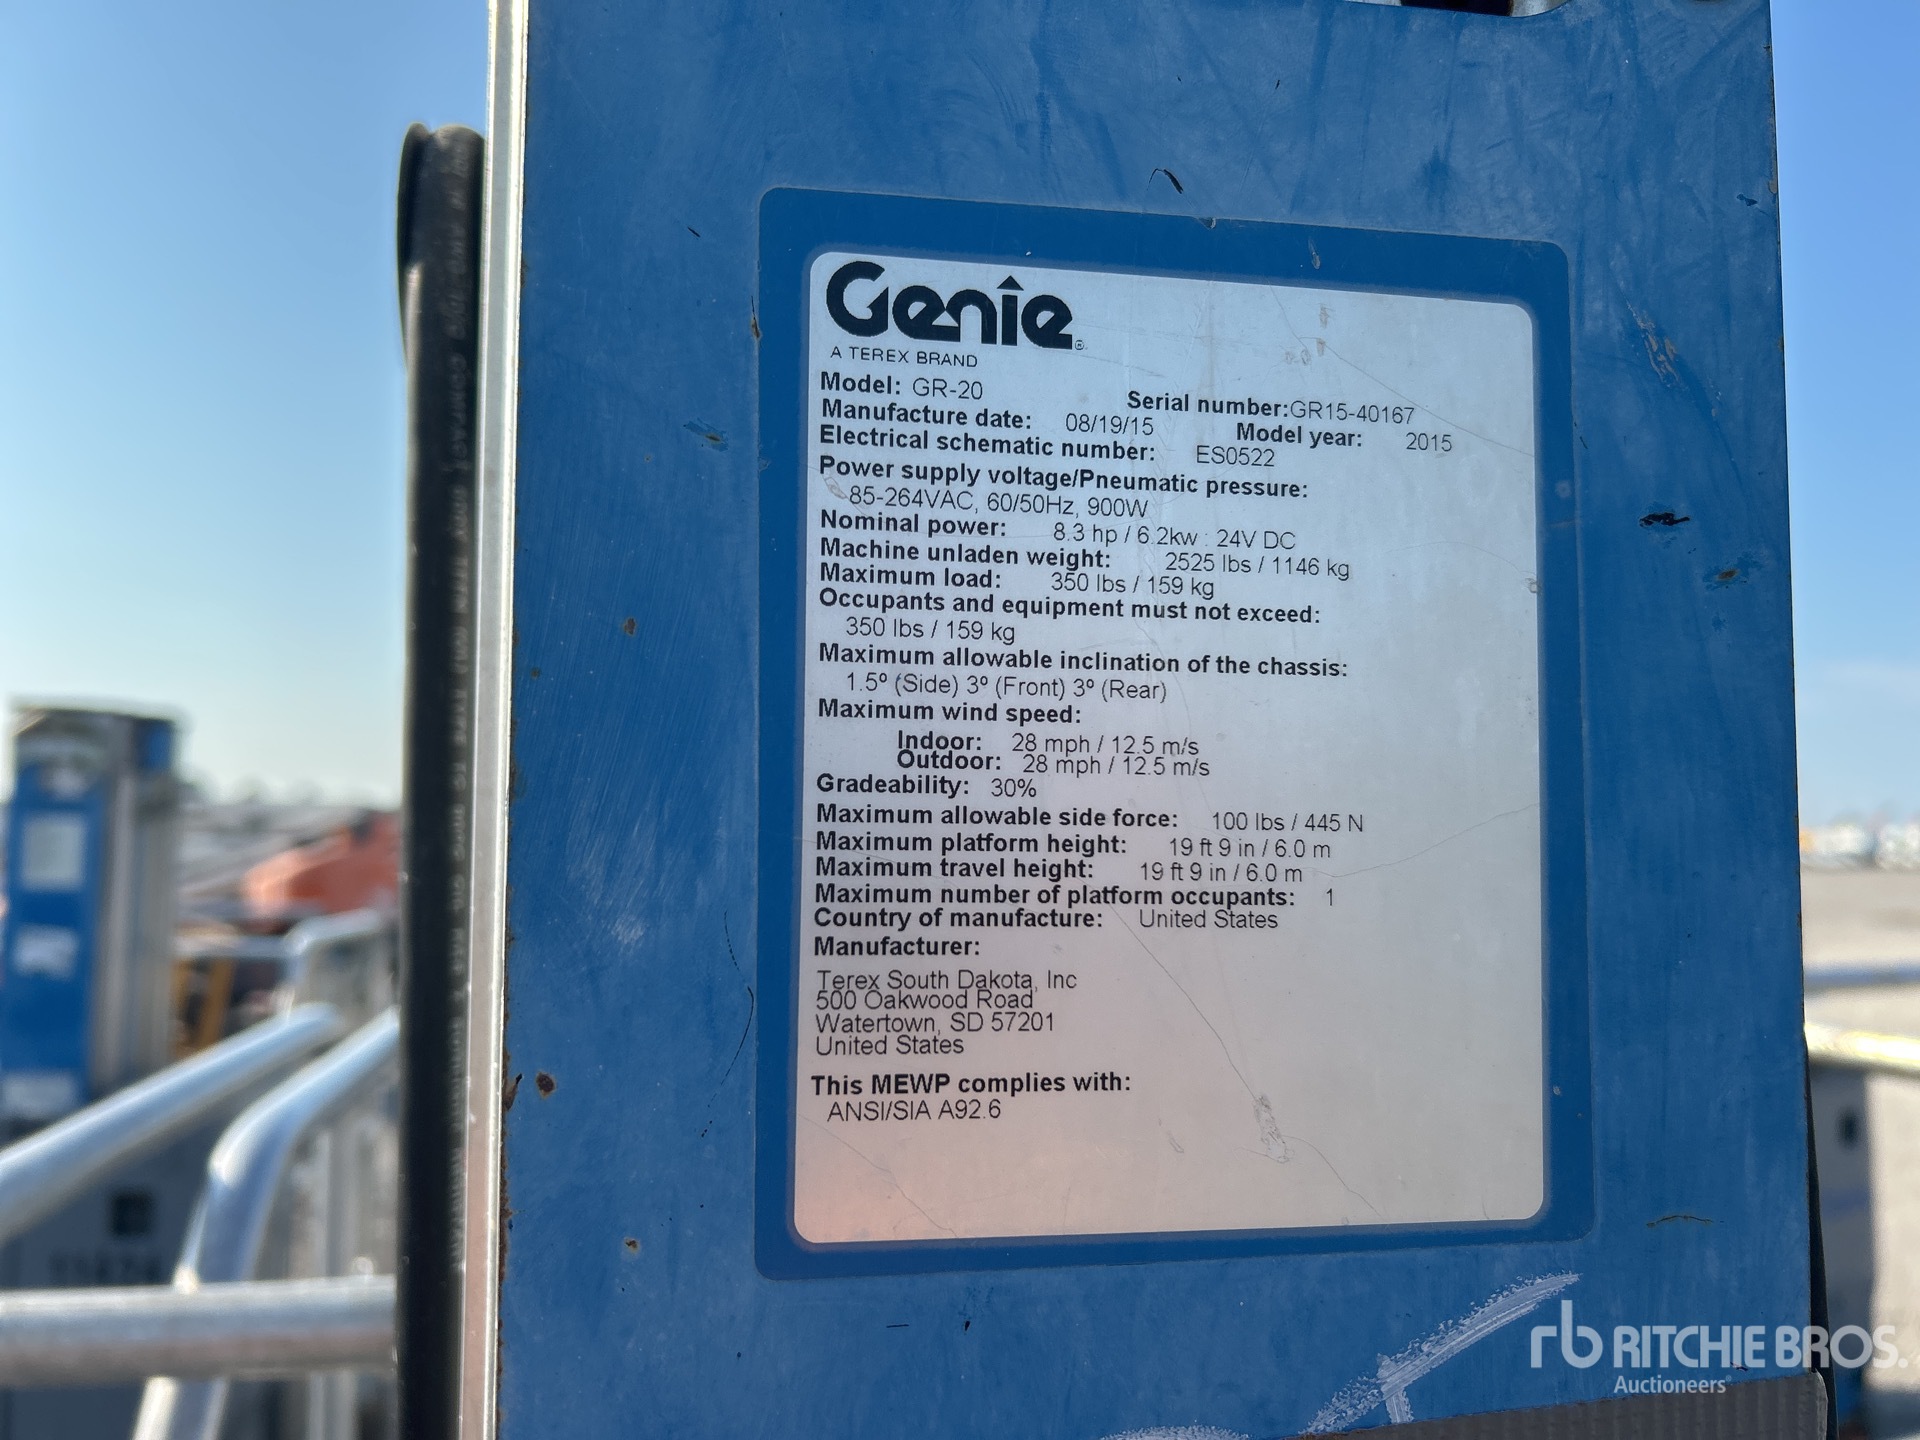 Genie®
A TEREX BRAND
Model: GR-20 Serial number:GR15-40167
Manufacture date: 08/19/15 Model year: 2015
Electrical schematic number: ES0522
Power supply voltage/Pneumatic pressure:
85-264VAC, 60/50Hz, 900W
Nominal power: 8.3 hp / 6.2kw : 24V DC
Machine unladen weight: 2525 lbs / 1146 kg
Maximum load: 350 lbs / 159 kg
Occupants and equipment must not exceed:
350 lbs / 159 kg
Maximum allowable inclination of the chassis:
1.5º (Side) 3º (Front) 3º (Rear)
Maximum wind speed:
Indoor: 28 mph / 12.5 m/s
Outdoor: 28 mph / 12.5 m/s
Gradeability: 30%
Maximum allowable side force: 100 lbs / 445 N
Maximum platform height: 19 ft 9 in / 6.0 m
Maximum travel height: 19 ft 9 in / 6.0 m
Maximum number of platform occupants: 1
Country of manufacture: United States
Manufacturer:
Terex South Dakota, Inc
500 Oakwood Road
Watertown, SD 57201
United States
This MEWP complies with:
ANSI/SIA A92.6
rb RITCHIE BROS.
Auctioneers